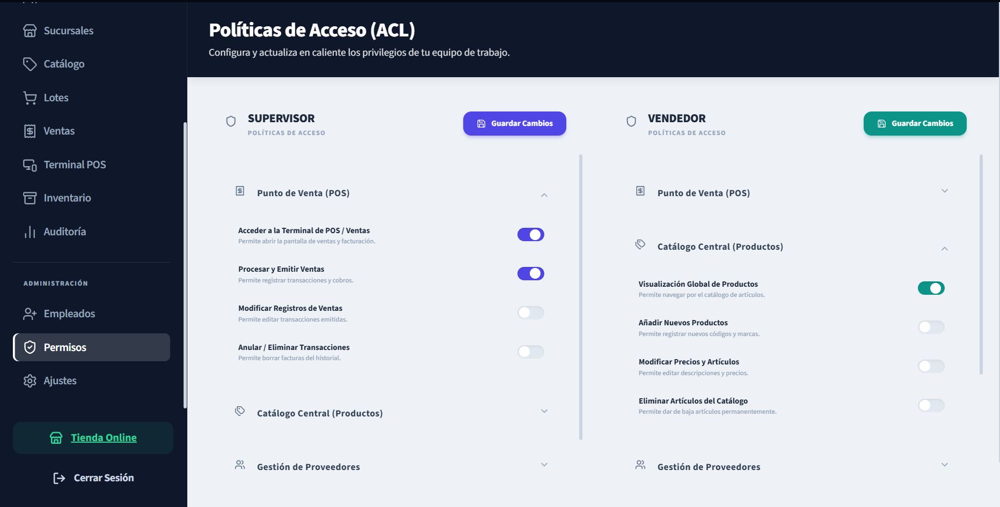 Sucursales
Catálogo
Lotes
Ventas
Terminal POS
Inventario
Auditoría
ADMINISTRACIÓN
Empleados
Permisos
Ajustes
Tienda Online
Cerrar Sesión
Políticas de Acceso (ACL)
Configura y actualiza en caliente los privilegios de tu equipo de trabajo.
SUPERVISOR
POLÍTICAS DE ACCESO
Guardar Cambios
Punto de Venta (POS)
Acceder a la Terminal de POS / Ventas
Permite abrir la pantalla de ventas y facturación.
Procesar y Emitir Ventas
Permite registrar transacciones y cobros.
Modificar Registros de Ventas
Permite editar transacciones emitidas.
Anular / Eliminar Transacciones
Permite borrar facturas del historial.
Catálogo Central (Productos)
Gestión de Proveedores
VENDEDOR
POLÍTICAS DE ACCESO
Guardar Cambios
Punto de Venta (POS)
Catálogo Central (Productos)
Visualización Global de Productos
Permite navegar por el catálogo de artículos.
Añadir Nuevos Productos
Permite registrar nuevos códigos y marcas.
Modificar Precios y Artículos
Permite editar descripciones y precios.
Eliminar Artículos del Catálogo
Permite dar de baja artículos permanentemente.
Gestión de Proveedores